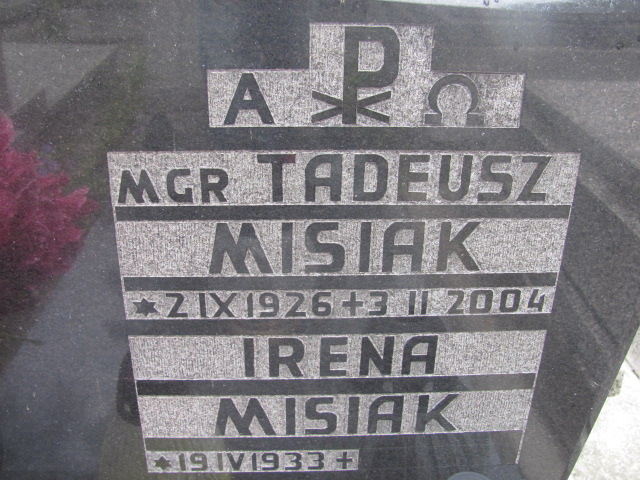 A ☧ Ω
MGR TADEUSZ
MISIAK
*2 IX 1926 +3 II 2004
IRENA
MISIAK
*19 IV 1933 +